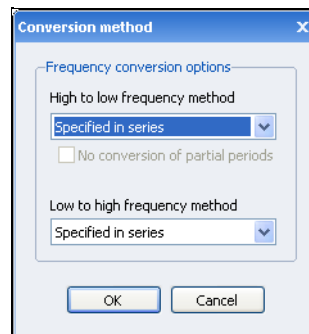 Conversion method
Frequency conversion options
High to low frequency method
Specified in series
No conversion of partial periods
Low to high frequency method
Specified in series
OK Cancel